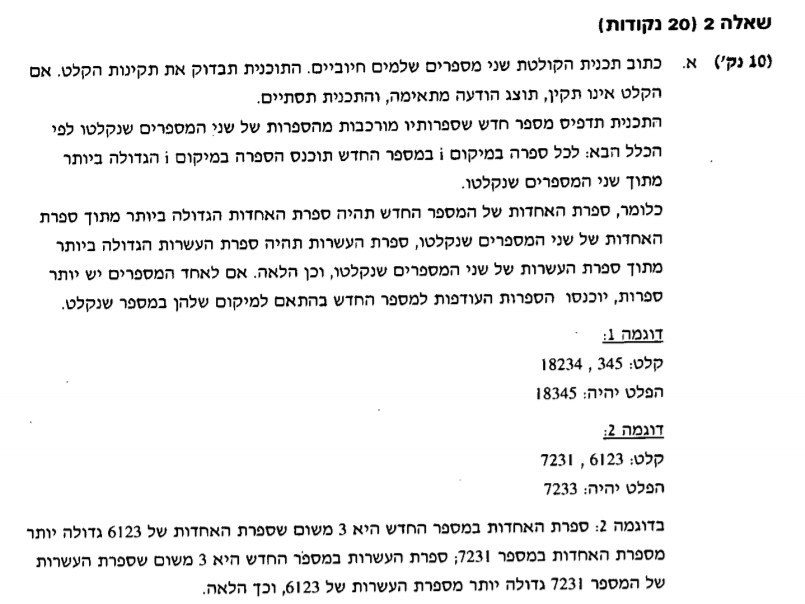 שאלה 2 (20 נקודות)
(10 נק') א. כתוב תכנית הקולטת שני מספרים שלמים חיוביים. התוכנית תבדוק את תקינות הקלט. אם
הקלט אינו תקין, תוצג הודעה מתאימה, והתכנית תסתיים.
התכנית תדפיס מספר חדש שספרותיו מורכבות מהספרות של שני המספרים שנקלטו לפי
הכלל הבא: לכל ספרה במיקום i במספר החדש תוכנס הספרה במיקום i הגדולה ביותר
מתוך שני המספרים שנקלטו.
כלומר, ספרת האחדות של המספר החדש תהיה ספרת האחדות הגדולה ביותר מתוך ספרת
האחדות של שני המספרים שנקלטו, ספרת העשרות תהיה ספרת העשרות הגדולה ביותר
מתוך ספרת העשרות של שני המספרים שנקלטו, וכן הלאה. אם לאחד המספרים יש יותר
ספרות, יוכנסו הספרות העודפות למספר החדש בהתאם למיקום שלהן במספר שנקלט.
דוגמה 1:
קלט: 345 , 18234
הפלט יהיה: 18345
דוגמה 2:
קלט: 6123 , 7231
הפלט יהיה: 7233
בדוגמה 2: ספרת האחדות במספר החדש היא 3 משום שספרת האחדות של 6123 גדולה יותר
מספרת האחדות במספר 7231; ספרת העשרות במספר החדש היא 3 משום שספרת העשרות
של המספר 7231 גדולה יותר מספרת העשרות של 6123, וכך הלאה.